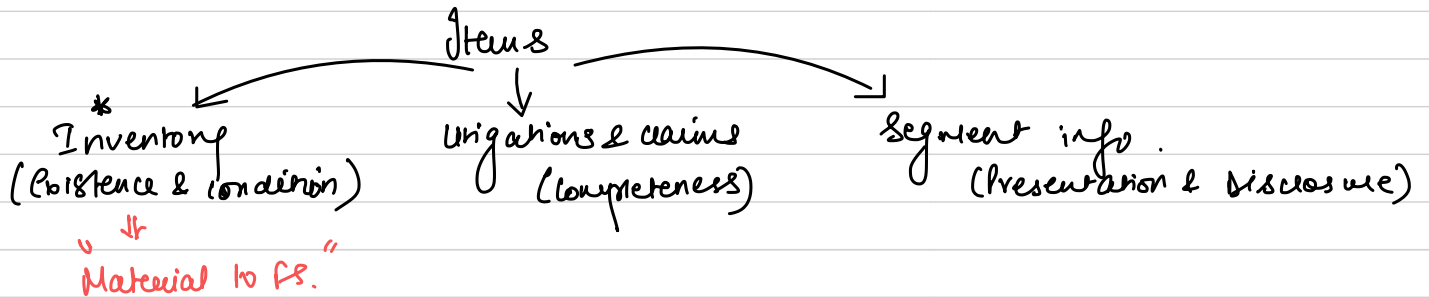 Items
* Inventory
(Existence & condition)
"Material to FS."
Litigations & claims
(Completeness)
Segment info.
(Presentation & Disclosure)